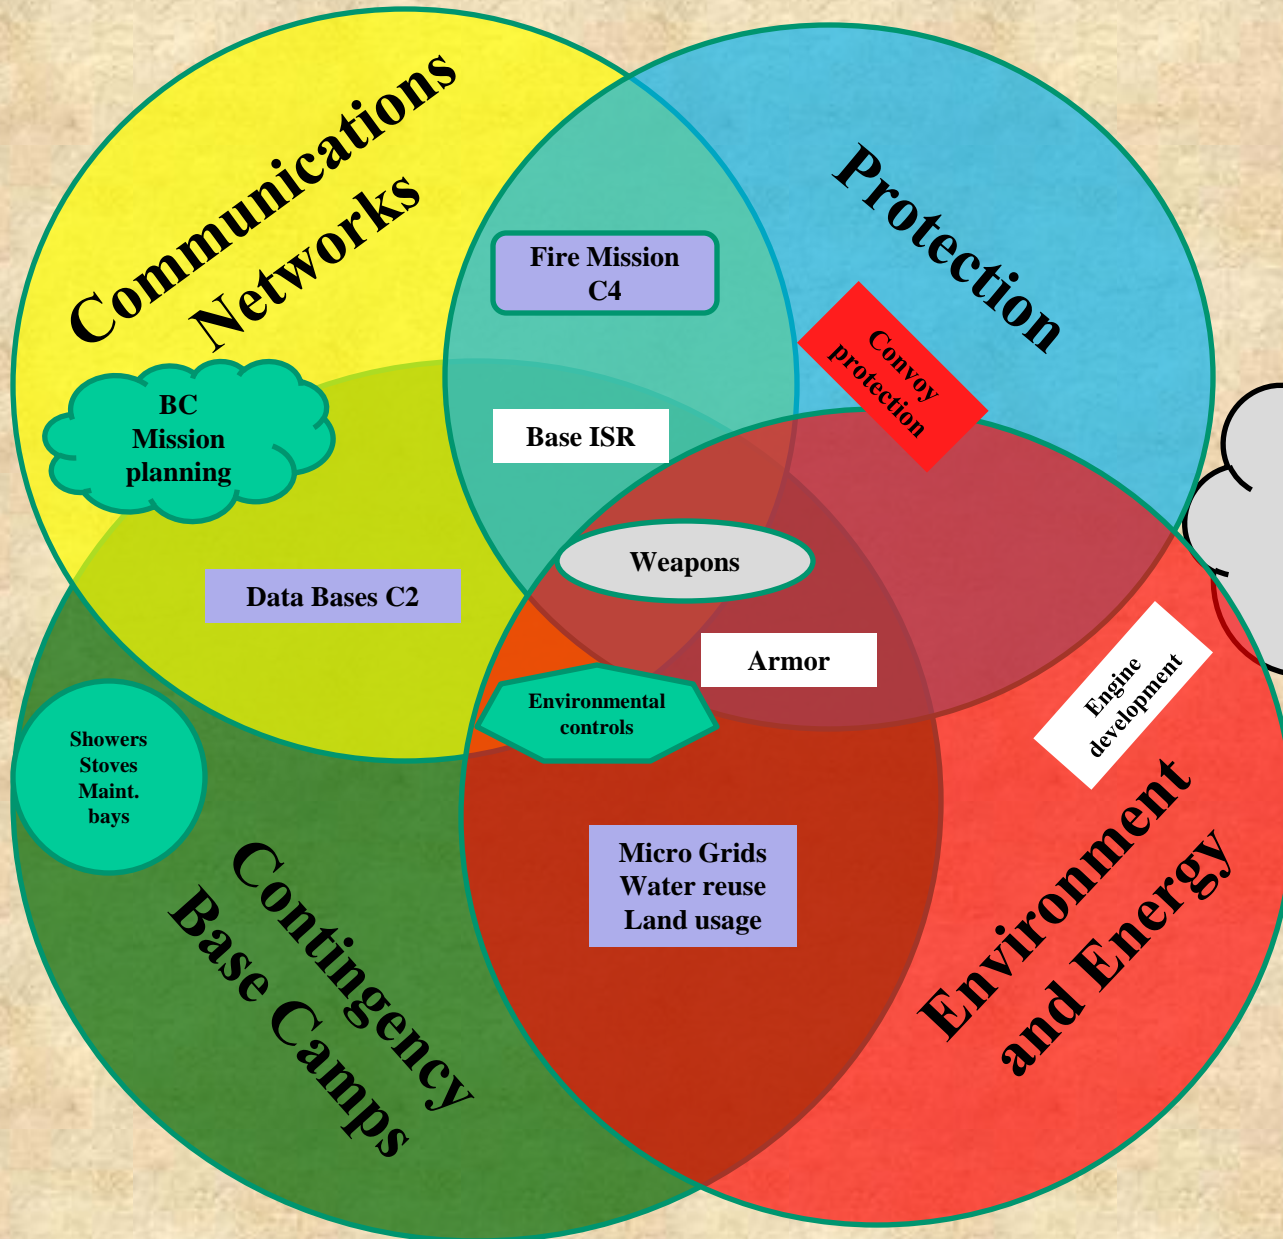 Communications
Networks
Protection
Fire Mission
C4
Convoy
protection
BC
Mission
planning
Base ISR
Weapons
Data Bases C2
Armor
Engine
development
Environmental
controls
Showers
Stoves
Maint.
bays
Micro Grids
Water reuse
Land usage
Contingency
Base Camps
Environment
and Energy